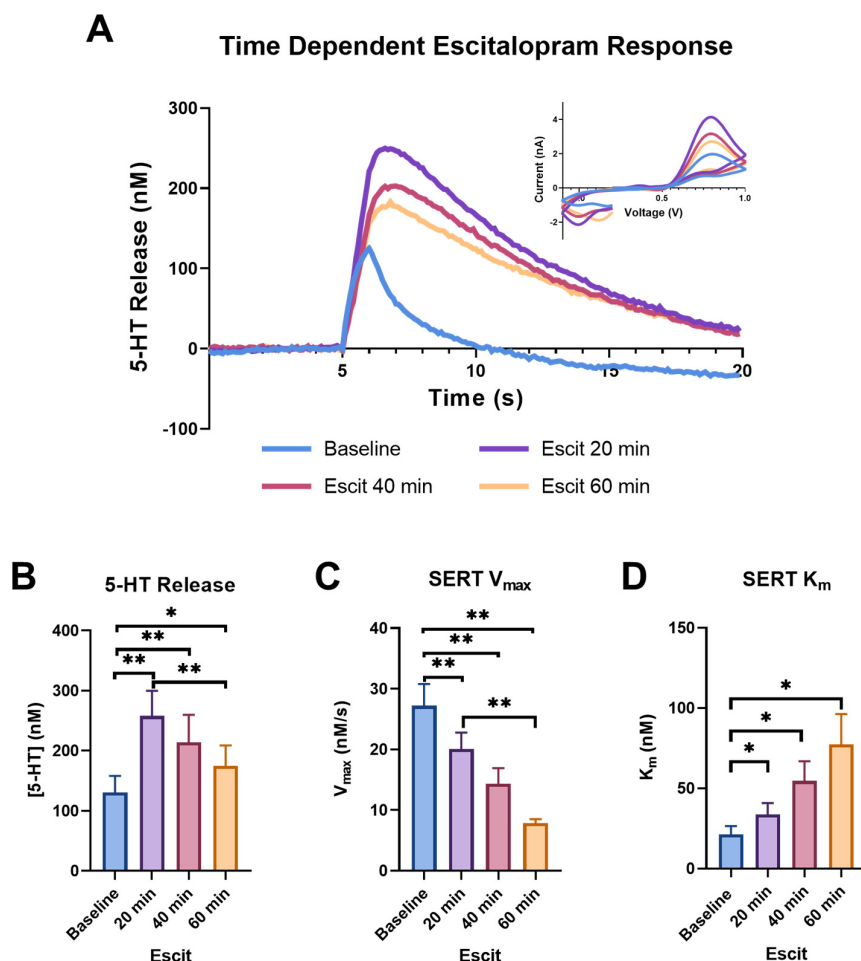 A
Time Dependent Escitalopram Response
300
200
100
0
-100
5-HT Release (nM)
5
10
15
20
Time (s)
4
2
0
-2
Current (nA)
0.0
0.5
1.0
Voltage (V)
Baseline
Escit 20 min
Escit 40 min
Escit 60 min
B
5-HT Release
400
300
200
100
0
[5-HT] (nM)
*
**
**
**
Baseline
20 min
40 min
60 min
Escit
C
SERT Vmax
40
30
20
10
0
Vmax (nM/s)
**
**
**
**
Baseline
20 min
40 min
60 min
Escit
D
SERT Km
150
100
50
0
Km (nM)
*
*
*
Baseline
20 min
40 min
60 min
Escit